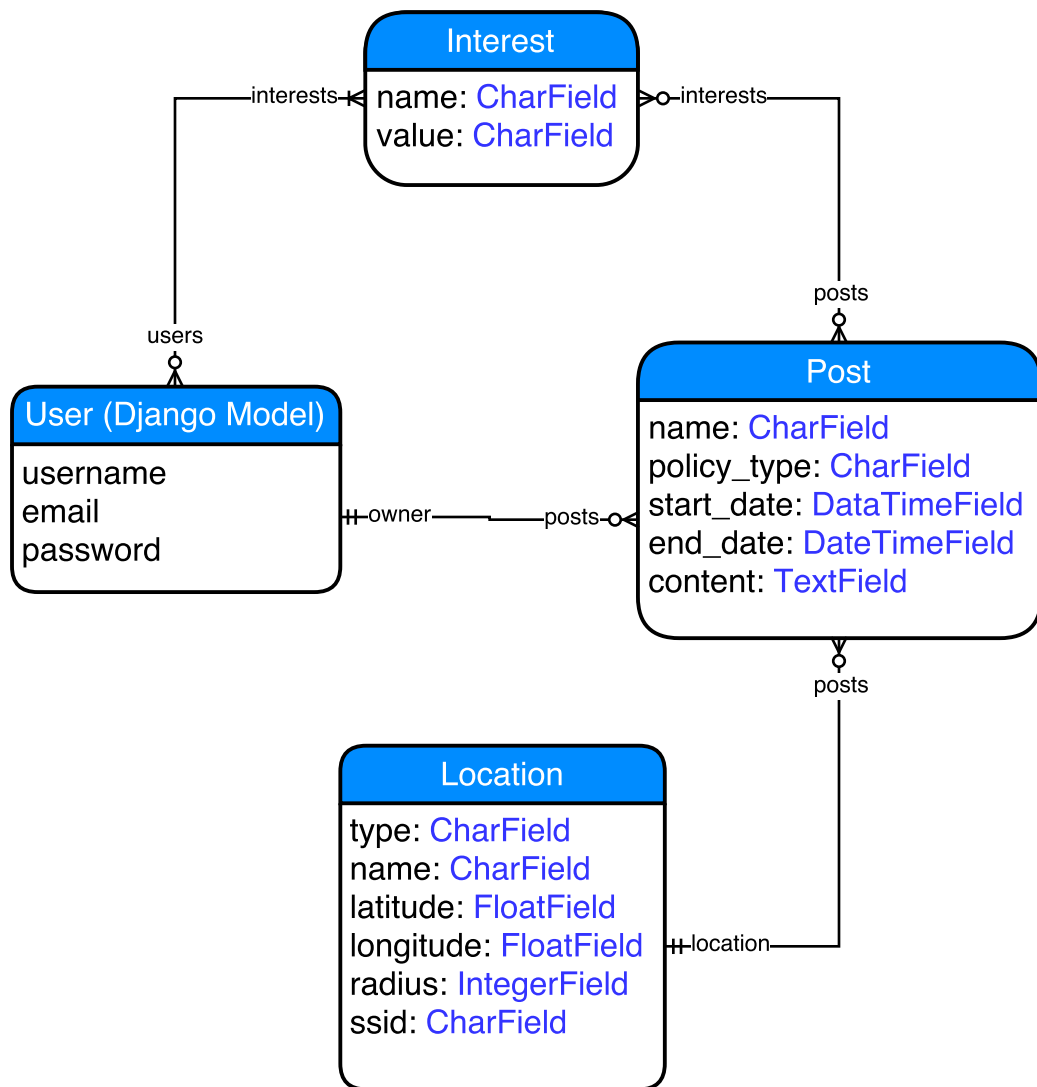 Interest
name: CharField
value: CharField
interests
interests
posts
users
User (Django Model)
username
email
password
owner
posts
Post
name: CharField
policy_type: CharField
start_date: DataTimeField
end_date: DateTimeField
content: TextField
posts
Location
type: CharField
name: CharField
latitude: FloatField
longitude: FloatField
radius: IntegerField
ssid: CharField
location